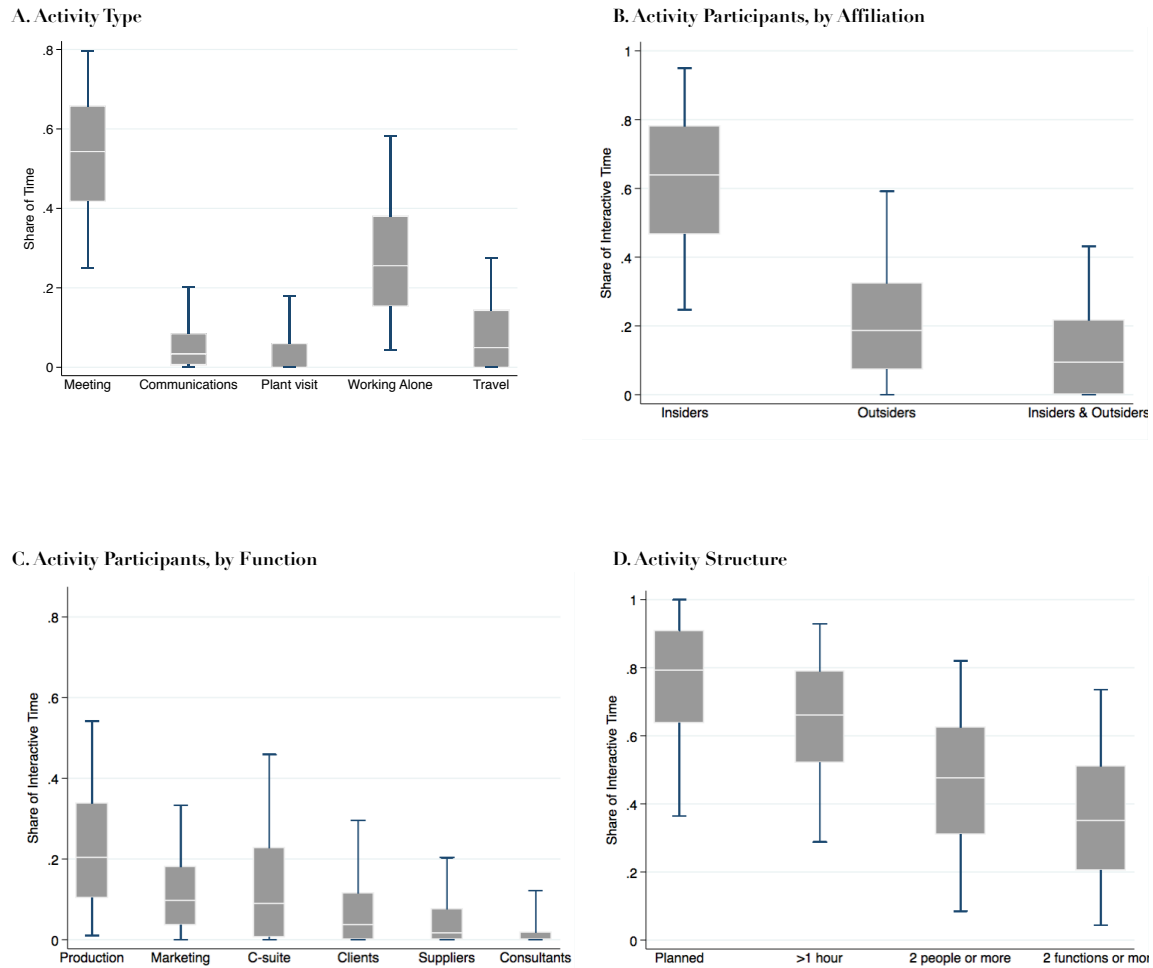 A. Activity Type
.8
.6
.4
.2
0
Share of Time
Meeting Communications Plant visit Working Alone Travel
B. Activity Participants, by Affiliation
1
.8
.6
.4
.2
0
Share of Interactive Time
Insiders Outsiders Insiders & Outsiders
C. Activity Participants, by Function
.8
.6
.4
.2
0
Share of Interactive Time
Production Marketing C-suite Clients Suppliers Consultants
D. Activity Structure
1
.8
.6
.4
.2
0
Share of Interactive Time
Planned >1 hour 2 people or more 2 functions or mor